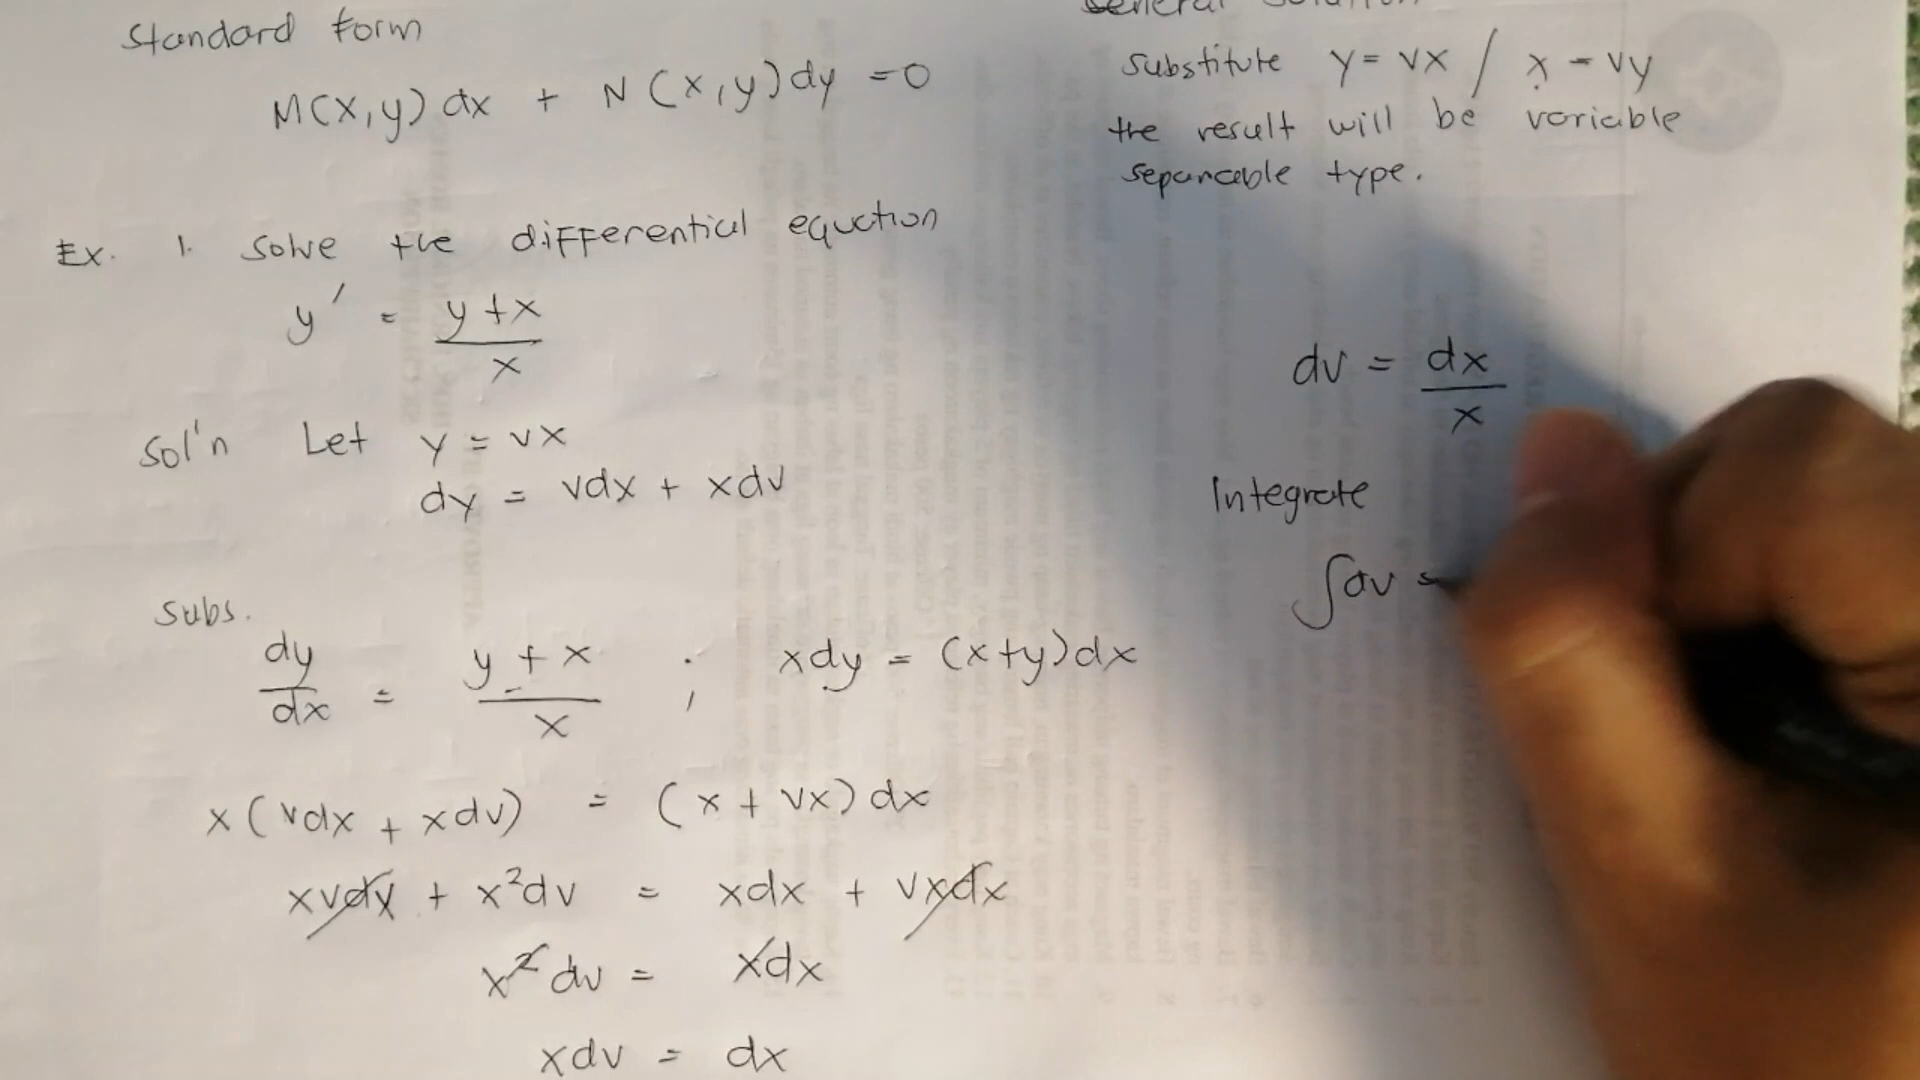 Standard form
M(x,y) dx + N(x,y) dy = 0
Ex. 1. Solve the differential equation
y' = y + x / x
Sol'n Let y = vx
dy = vdx + xdv
Subs.
dy / dx = y + x / x ; xdy = (x+y)dx
x(vdx + xdv) = (x + vx) dx
xvdx + x²dv = xdx + vxdx
x²dv = xdx
xdv = dx
General Solution
Substitute y = vx / x = vy
the result will be variable
separable type.
dv = dx / x
Integrate
∫dv =